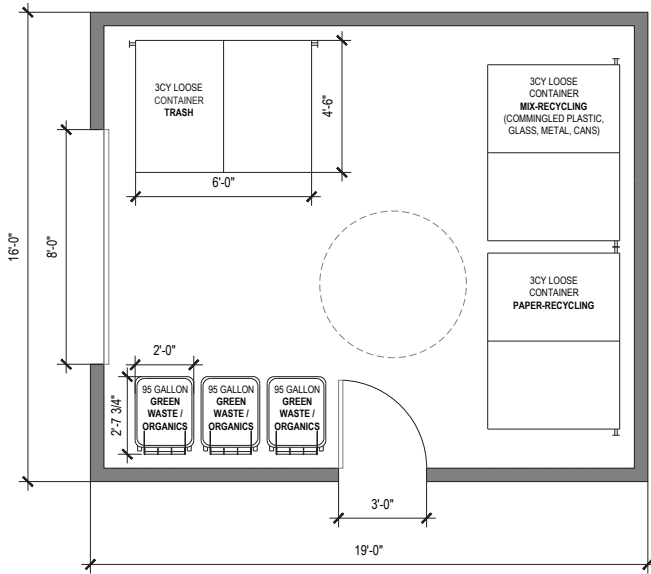 3CY LOOSE
CONTAINER
TRASH
4'-6"
6'-0"
3CY LOOSE
CONTAINER
MIX-RECYCLING
(COMMINGLED PLASTIC,
GLASS, METAL, CANS)
16'-0"
8'-0"
3CY LOOSE
CONTAINER
PAPER-RECYCLING
2'-0"
2'-7 3/4"
95 GALLON
GREEN
WASTE /
ORGANICS
95 GALLON
GREEN
WASTE /
ORGANICS
95 GALLON
GREEN
WASTE /
ORGANICS
3'-0"
19'-0"